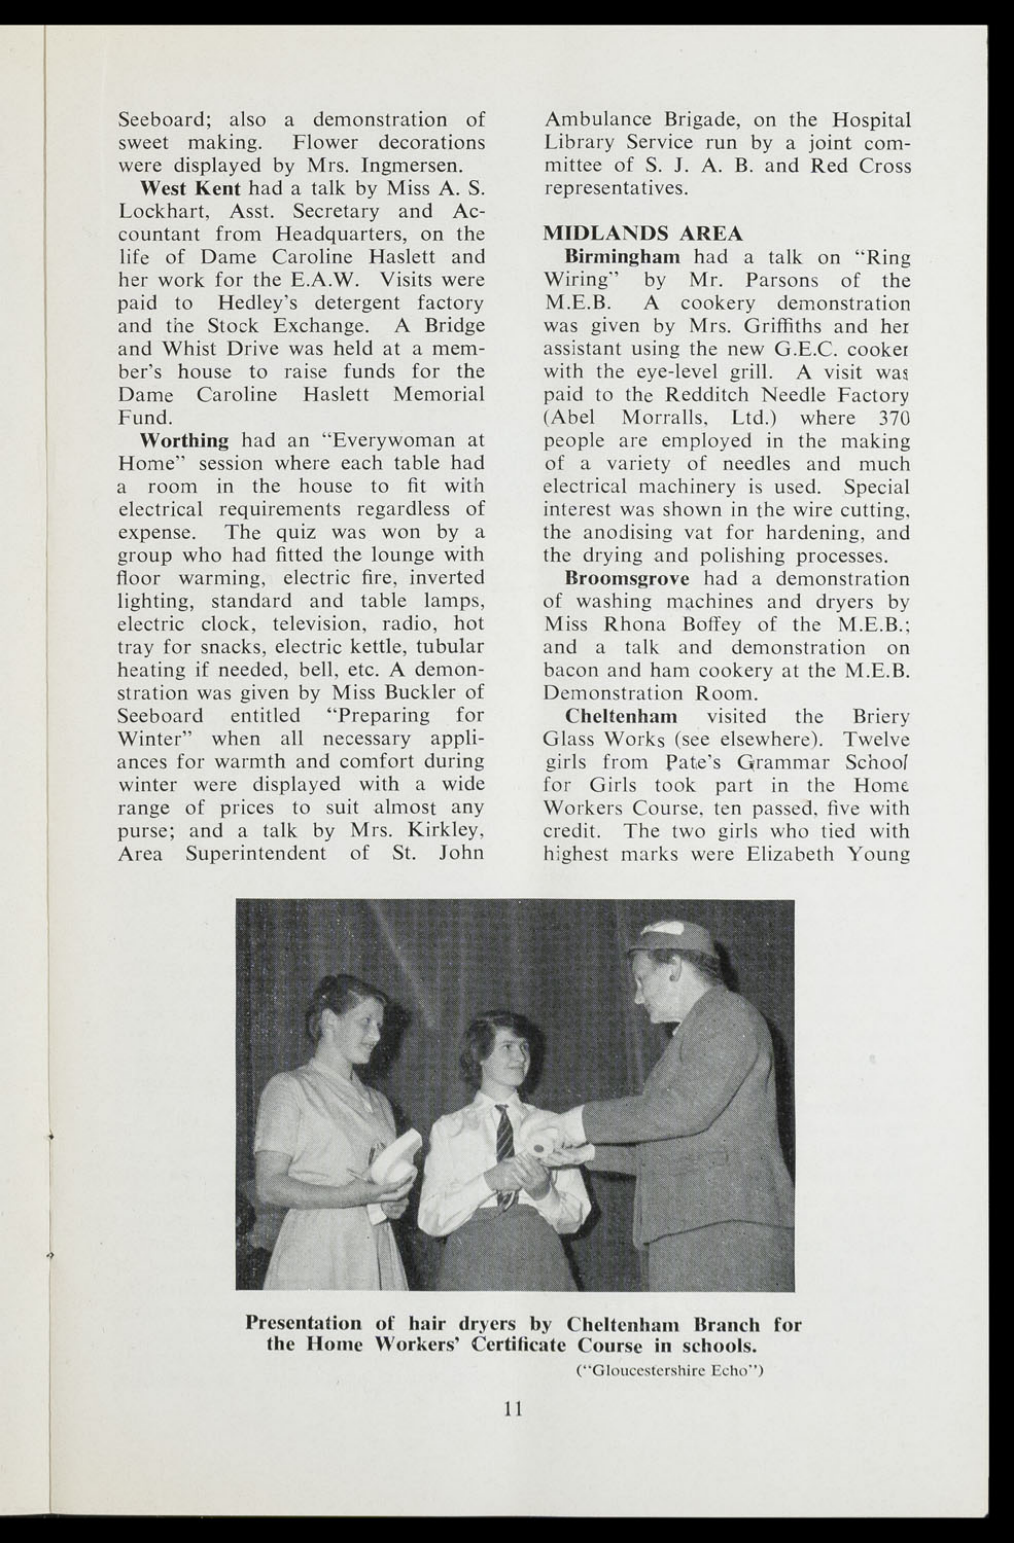 Seeboard; also a demonstration of
sweet making. Flower decorations
were displayed by Mrs. Ingmersen.
West Kent had a talk by Miss A. S.
Lockhart, Asst. Secretary and Ac-
countant from Headquarters, on the
life of Dame Caroline Haslett and
her work for the E.A.W. Visits were
paid to Hedley's detergent factory
and the Stock Exchange. A Bridge
and Whist Drive was held at a mem-
ber's house to raise funds for the
Dame Caroline Haslett Memorial
Fund.
Worthing had an "Everywoman at
Home" session where each table had
a room in the house to fit with
electrical requirements regardless of
expense. The quiz was won by a
group who had fitted the lounge with
floor warming, electric fire, inverted
lighting, standard and table lamps,
electric clock, television, radio, hot
tray for snacks, electric kettle, tubular
heating if needed, bell, etc. A demon-
stration was given by Miss Buckler of
Seeboard entitled "Preparing for
Winter" when all necessary appli-
ances for warmth and comfort during
winter were displayed with a wide
range of prices to suit almost any
purse; and a talk by Mrs. Kirkley,
Area Superintendent of St. John
Ambulance Brigade, on the Hospital
Library Service run by a joint com-
mittee of S. J. A. B. and Red Cross
representatives.
MIDLANDS AREA
Birmingham had a talk on "Ring
Wiring" by Mr. Parsons of the
M.E.B. A cookery demonstration
was given by Mrs. Griffiths and her
assistant using the new G.E.C. cooker
with the eye-level grill. A visit was
paid to the Redditch Needle Factory
(Abel Morralls, Ltd.) where 370
people are employed in the making
of a variety of needles and much
electrical machinery is used. Special
interest was shown in the wire cutting,
the anodising vat for hardening, and
the drying and polishing processes.
Broomsgrove had a demonstration
of washing machines and dryers by
Miss Rhona Boffey of the M.E.B.;
and a talk and demonstration on
bacon and ham cookery at the M.E.B.
Demonstration Room.
Cheltenham visited the Briery
Glass Works (see elsewhere). Twelve
girls from Pate's Grammar School
for Girls took part in the Home
Workers Course, ten passed, five with
credit. The two girls who tied with
highest marks were Elizabeth Young
Presentation of hair dryers by Cheltenham Branch for
the Home Workers' Certificate Course in schools.
("Gloucestershire Echo")
11